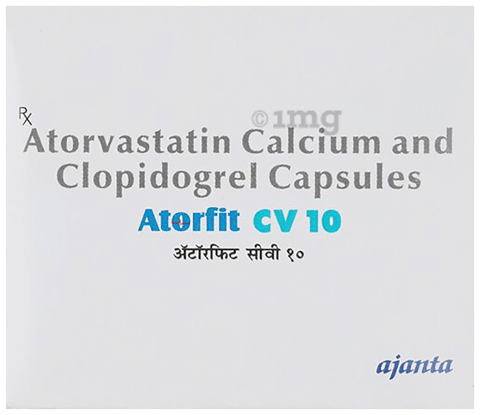 ©1mg
Rx
Atorvastatin Calcium and
Clopidogrel Capsules
Atorfit CV 10
ॲटॉरफिट सीवी १०
ajanta